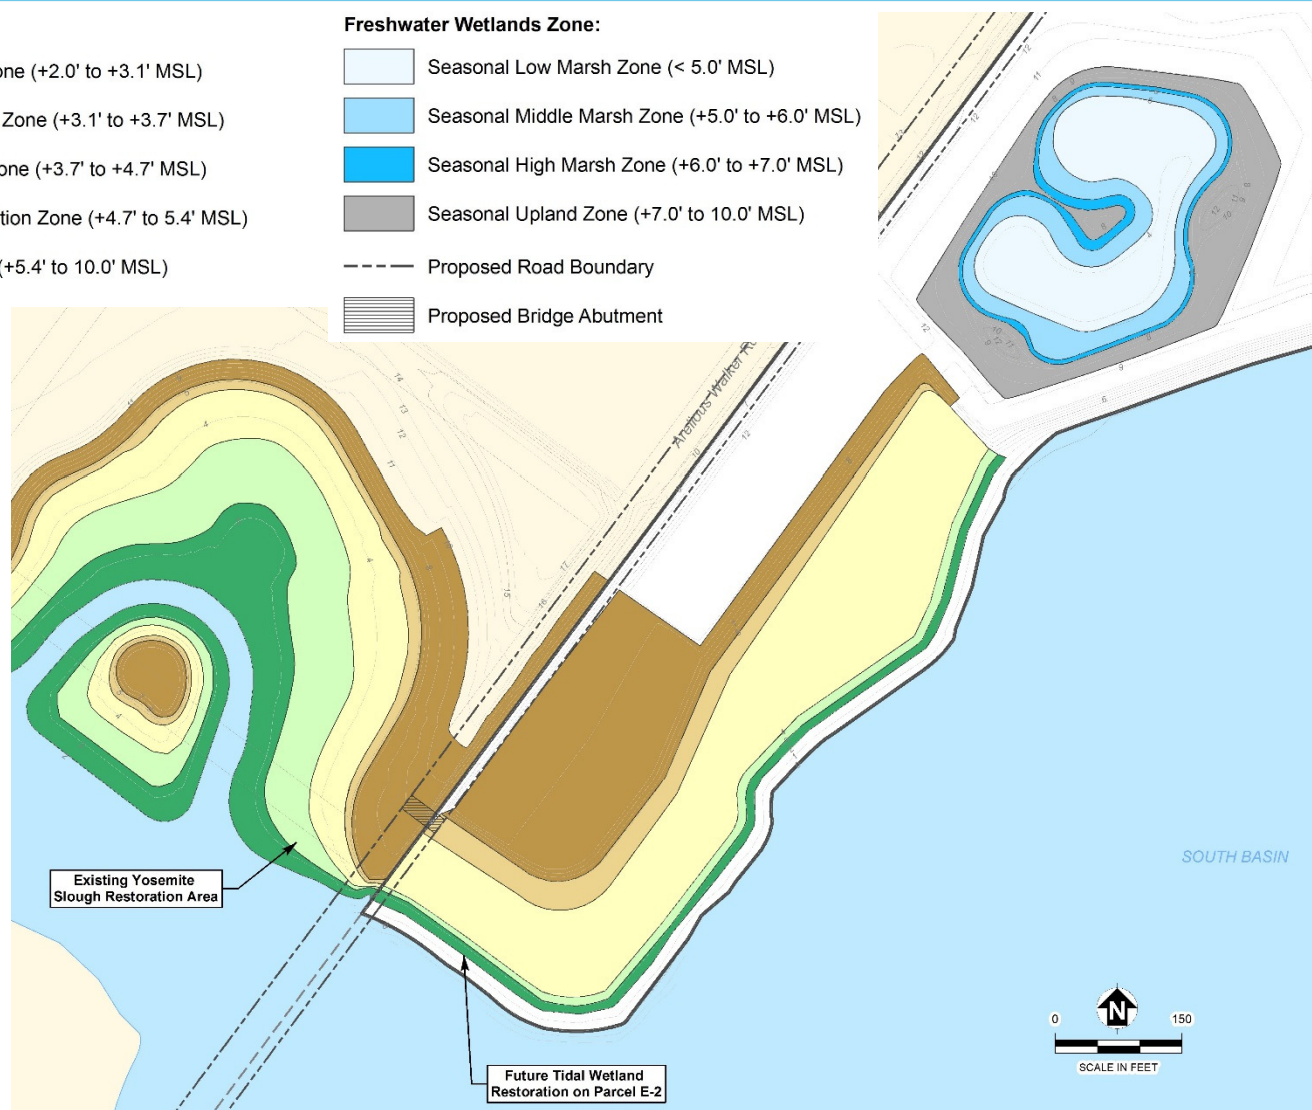 one (+2.0' to +3.1' MSL)
Zone (+3.1' to +3.7' MSL)
one (+3.7' to +4.7' MSL)
tion Zone (+4.7' to 5.4' MSL)
(+5.4' to 10.0' MSL)
Freshwater Wetlands Zone:
Seasonal Low Marsh Zone (< 5.0' MSL)
Seasonal Middle Marsh Zone (+5.0' to +6.0' MSL)
Seasonal High Marsh Zone (+6.0' to +7.0' MSL)
Seasonal Upland Zone (+7.0' to 10.0' MSL)
Proposed Road Boundary
Proposed Bridge Abutment
Arelious Walker
Existing Yosemite
Slough Restoration Area
Future Tidal Wetland
Restoration on Parcel E-2
SOUTH BASIN
N
0 150
SCALE IN FEET